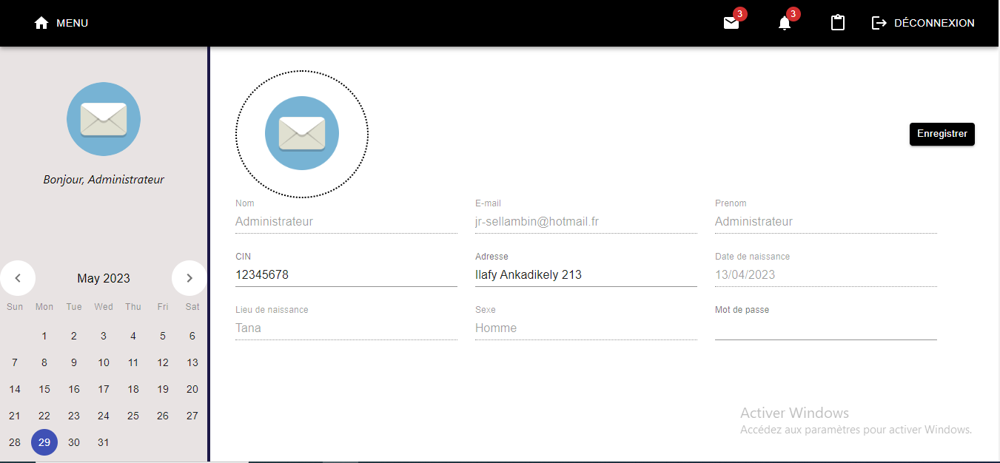 MENU
3
3
DÉCONNEXION
Bonjour, Administrateur
May 2023
Sun Mon Tue Wed Thu Fri Sat
1 2 3 4 5 6
7 8 9 10 11 12 13
14 15 16 17 18 19 20
21 22 23 24 25 26 27
28 29 30 31
Enregistrer
Nom E-mail Prenom
Administrateur jr-sellambin@hotmail.fr Administrateur
CIN Adresse Date de naissance
12345678 Ilafy Ankadikely 213 13/04/2023
Lieu de naissance Sexe Mot de passe
Tana Homme
Activer Windows
Accédez aux paramètres pour activer Windows.